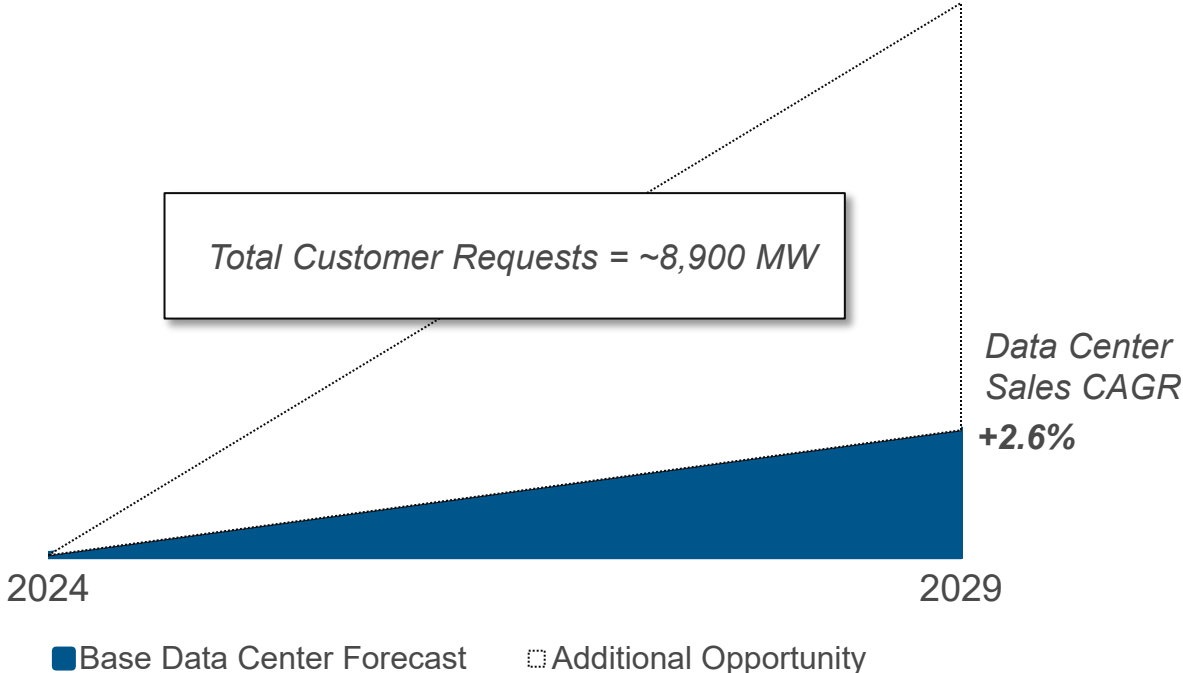 Total Customer Requests = ~8,900 MW
Data Center
Sales CAGR
+2.6%
2024
2029
Base Data Center Forecast
Additional Opportunity